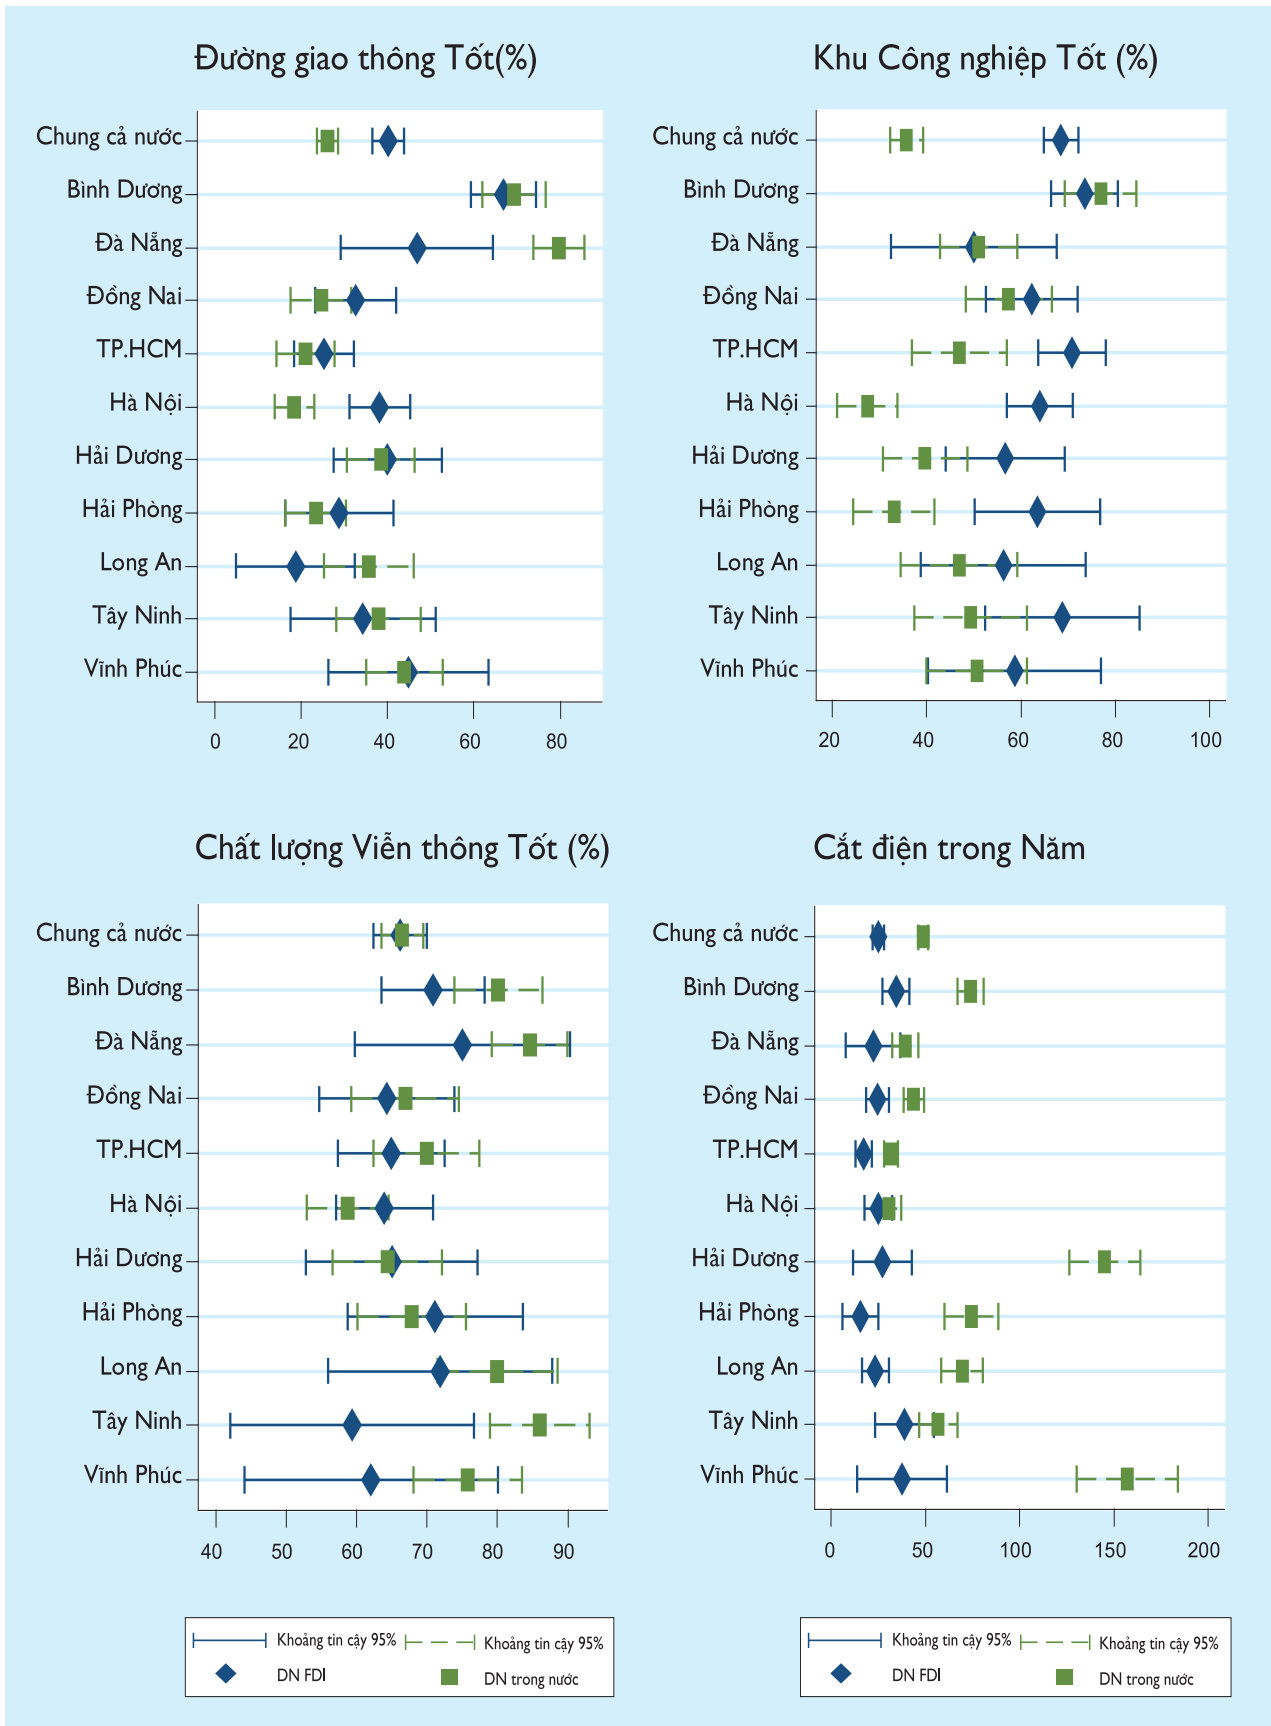 Đường giao thông Tốt(%)
Chung cả nước
Bình Dương
Đà Nẵng
Đồng Nai
TP.HCM
Hà Nội
Hải Dương
Hải Phòng
Long An
Tây Ninh
Vĩnh Phúc
0 20 40 60 80
Khu Công nghiệp Tốt (%)
Chung cả nước
Bình Dương
Đà Nẵng
Đồng Nai
TP.HCM
Hà Nội
Hải Dương
Hải Phòng
Long An
Tây Ninh
Vĩnh Phúc
20 40 60 80 100
Chất lượng Viễn thông Tốt (%)
Chung cả nước
Bình Dương
Đà Nẵng
Đồng Nai
TP.HCM
Hà Nội
Hải Dương
Hải Phòng
Long An
Tây Ninh
Vĩnh Phúc
40 50 60 70 80 90
Khoảng tin cậy 95% Khoảng tin cậy 95%
DN FDI DN trong nước
Cắt điện trong Năm
Chung cả nước
Bình Dương
Đà Nẵng
Đồng Nai
TP.HCM
Hà Nội
Hải Dương
Hải Phòng
Long An
Tây Ninh
Vĩnh Phúc
0 50 100 150 200
Khoảng tin cậy 95% Khoảng tin cậy 95%
DN FDI DN trong nước